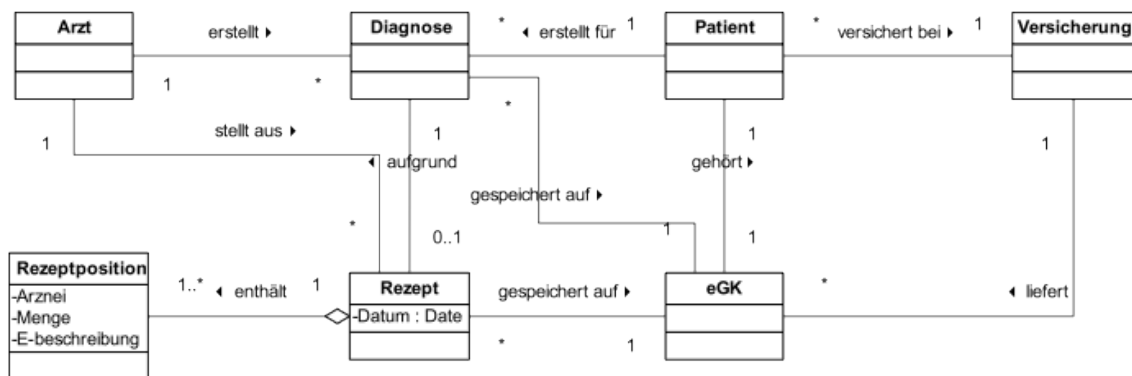 Arzt
erstellt
Diagnose
*
erstellt für
1
Patient
*
versichert bei
1
Versicherung
1
*
*
1
stellt aus
1
1
1
aufgrund
gehört
gespeichert auf
*
0..1
1
1
Rezeptposition
-Arznei
-Menge
-E-beschreibung
1..*
enthält
1
Rezept
-Datum : Date
gespeichert auf
*
1
eGK
*
liefert